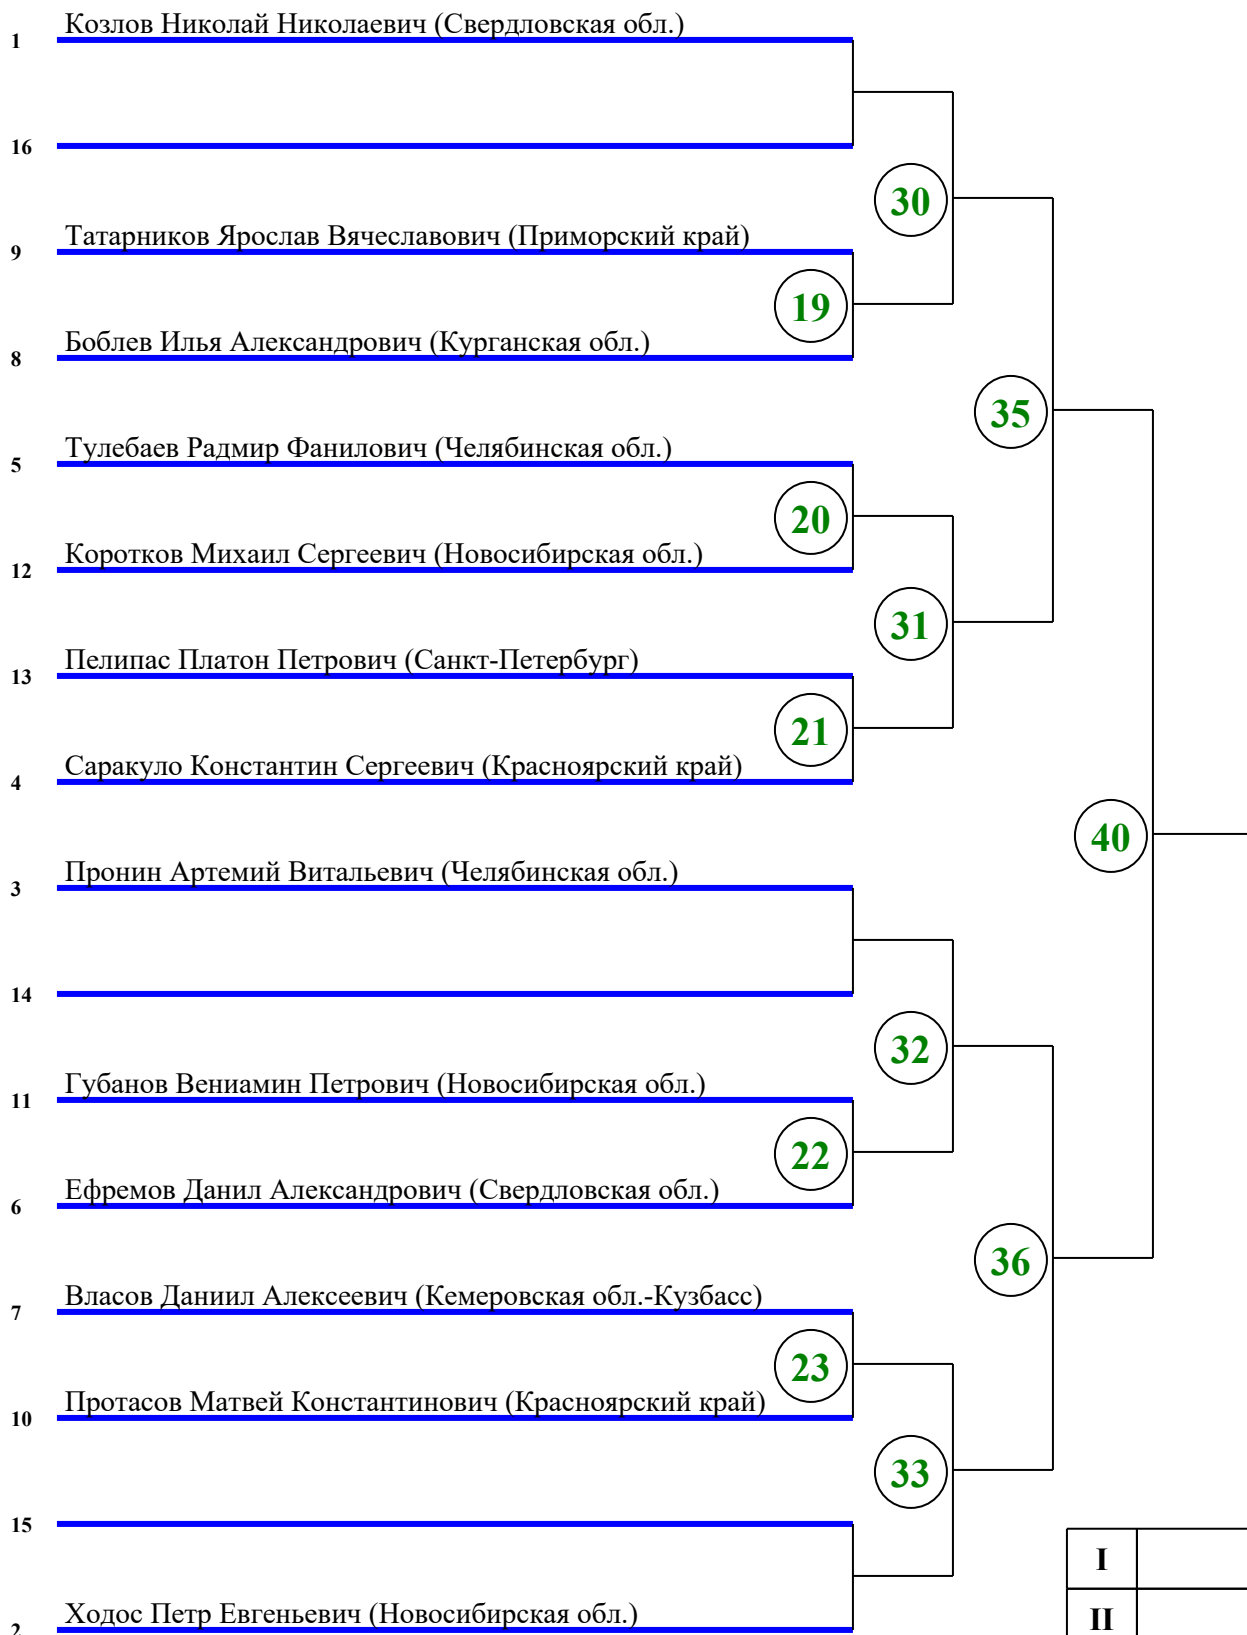 Козлов Николай Николаевич (Свердловская обл.)
1
16
30
Татарников Ярослав Вячеславович (Приморский край)
9
19
Боблев Илья Александрович (Курганская обл.)
8
35
Тулебаев Радмир Фанилович (Челябинская обл.)
5
20
Коротков Михаил Сергеевич (Новосибирская обл.)
12
31
Пелипас Платон Петрович (Санкт-Петербург)
13
21
Саракуло Константин Сергеевич (Красноярский край)
4
40
Пронин Артемий Витальевич (Челябинская обл.)
3
14
32
Губанов Вениамин Петрович (Новосибирская обл.)
11
22
Ефремов Данил Александрович (Свердловская обл.)
6
36
Власов Даниил Алексеевич (Кемеровская обл.-Кузбасс)
7
23
Протасов Матвей Константинович (Красноярский край)
10
33
15
I
Ходос Петр Евгеньевич (Новосибирская обл.)
2
II